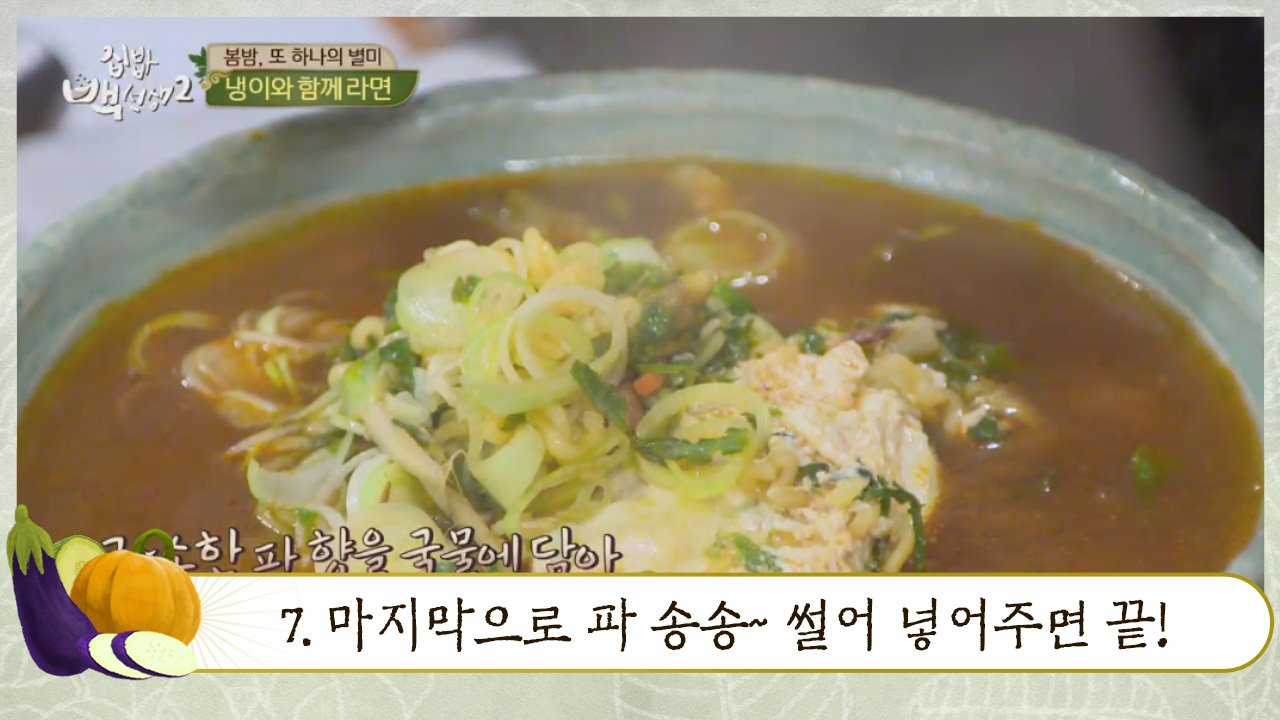 집밥
백선생2
봄밤, 또 하나의 별미
냉이와 함께 라면
파 향을 국물에 담아
7. 마지막으로 파 송송~ 썰어 넣어주면 끝!